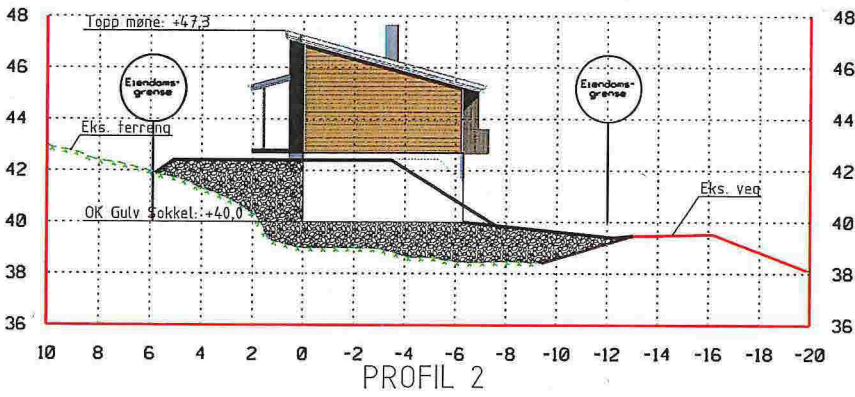 48
Topp møne: +47,3
48
46
Eiendoms-
grense
Eiendoms-
grense
46
44
Eks. terreng
44
42
42
40
OK Gulv Sokkel: +40,0
Eks. veg
40
38
38
36
36
10 8 6 4 2 0 -2 -4 -6 -8 -10 -12 -14 -16 -18 -20
PROFIL 2